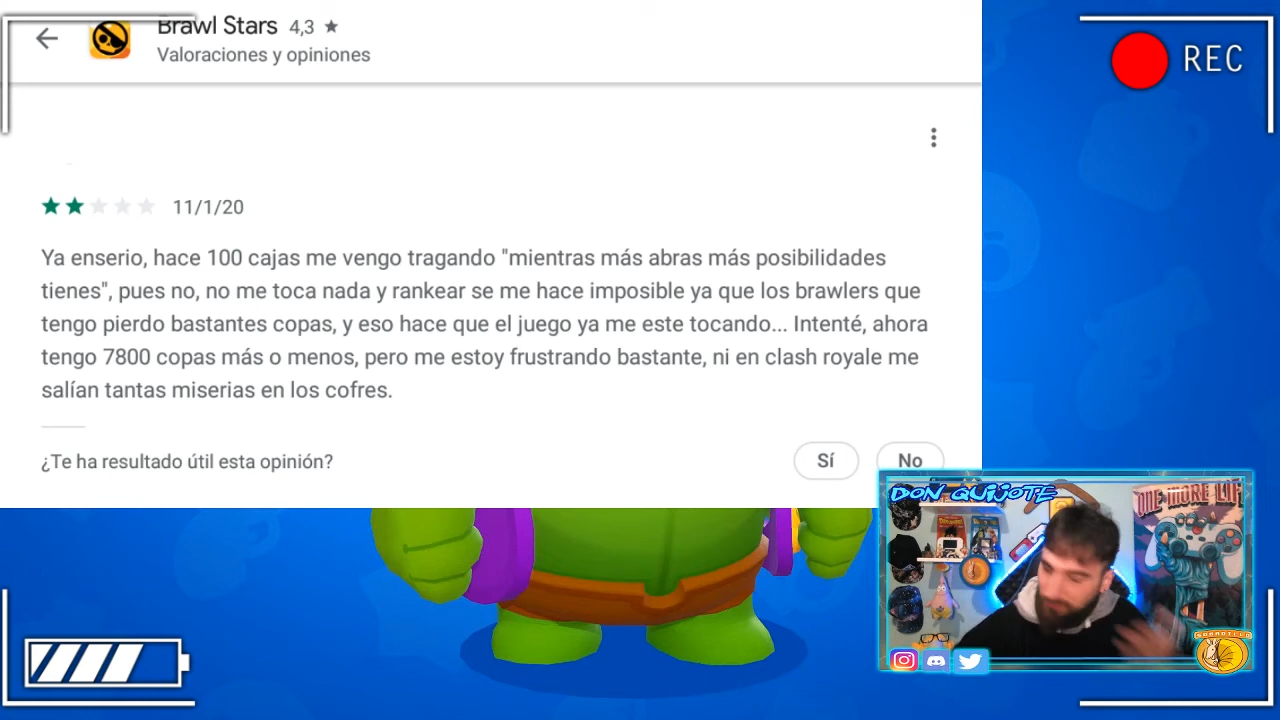 Brawl Stars 4,3 ★
Valoraciones y opiniones
REC
11/1/20
Ya enserio, hace 100 cajas me vengo tragando "mientras más abras más posibilidades
tienes", pues no, no me toca nada y rankear se me hace imposible ya que los brawlers que
tengo pierdo bastantes copas, y eso hace que el juego ya me este tocando... Intenté, ahora
tengo 7800 copas más o menos, pero me estoy frustrando bastante, ni en clash royale me
salían tantas miserias en los cofres.
¿Te ha resultado útil esta opinión?
Sí
No
DON QUIJOTE
ONE MORE